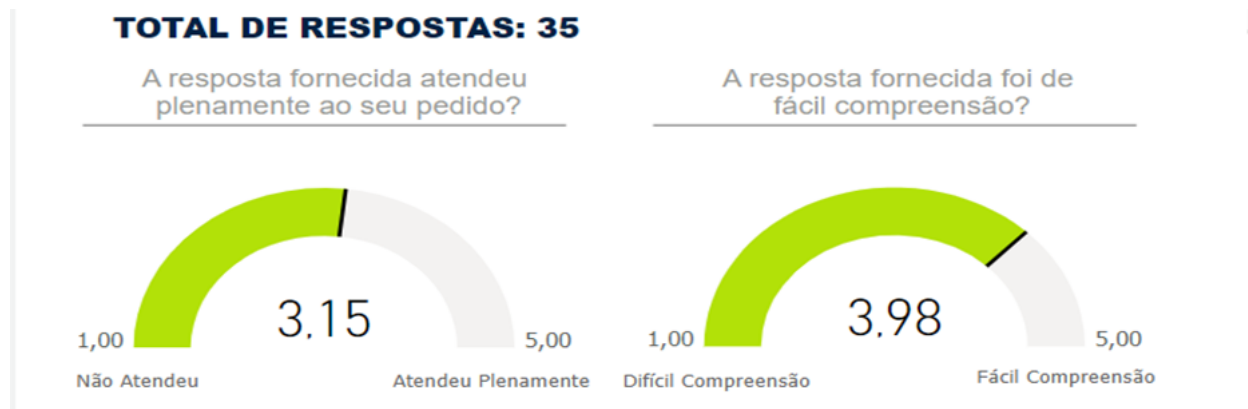 TOTAL DE RESPOSTAS: 35
A resposta fornecida atendeu
plenamente ao seu pedido?
3,15
1,00
5,00
Não Atendeu
Atendeu Plenamente
A resposta fornecida foi de
fácil compreensão?
3,98
1,00
5,00
Difícil Compreensão
Fácil Compreensão